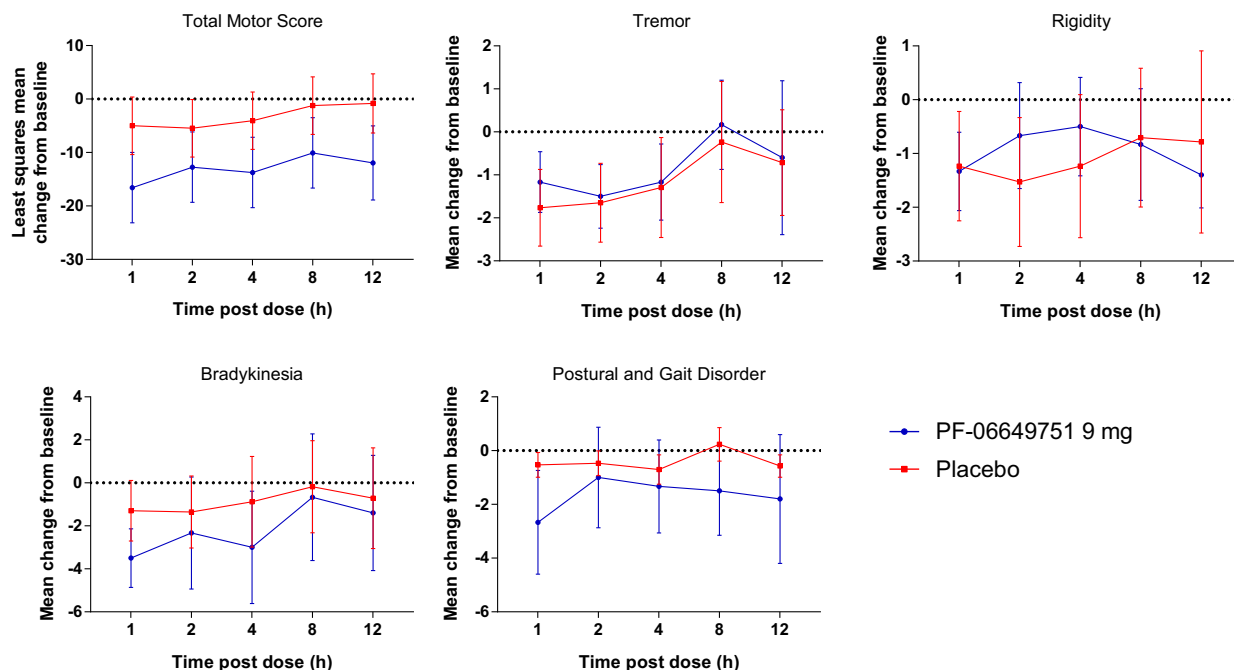 Total Motor Score
Least squares mean
change from baseline
10
0
-10
-20
-30
1 2 4 8 12
Time post dose (h)
Tremor
Mean change from baseline
2
1
0
-1
-2
-3
1 2 4 8 12
Time post dose (h)
Rigidity
Mean change from baseline
1
0
-1
-2
-3
1 2 4 8 12
Time post dose (h)
Bradykinesia
Mean change from baseline
4
2
0
-2
-4
-6
1 2 4 8 12
Time post dose (h)
Postural and Gait Disorder
Mean change from baseline
2
0
-2
-4
-6
1 2 4 8 12
Time post dose (h)
PF-06649751 9 mg
Placebo